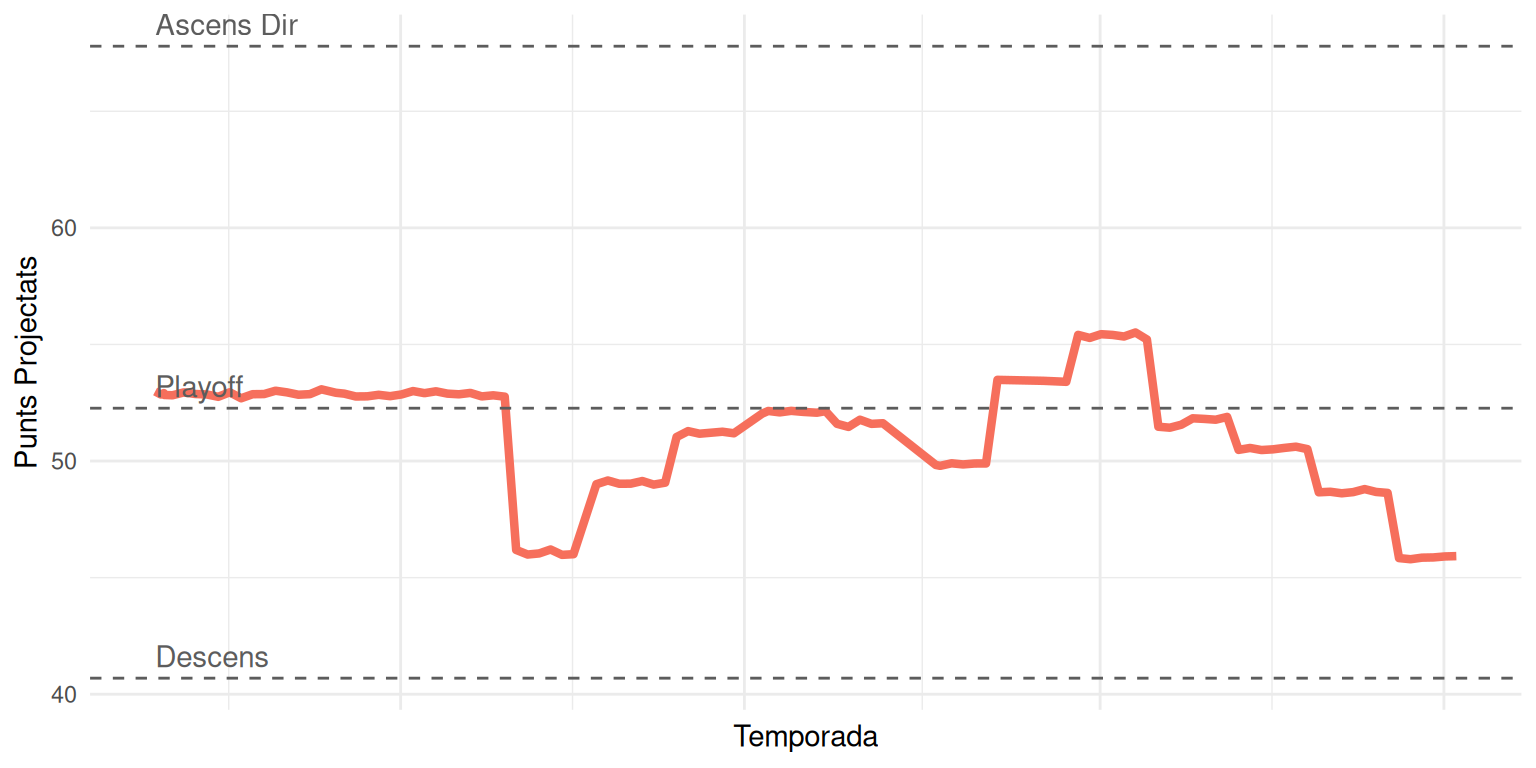 Ascens Dir
60
Punts Projectats
Playoff
50
Descens
40
Temporada